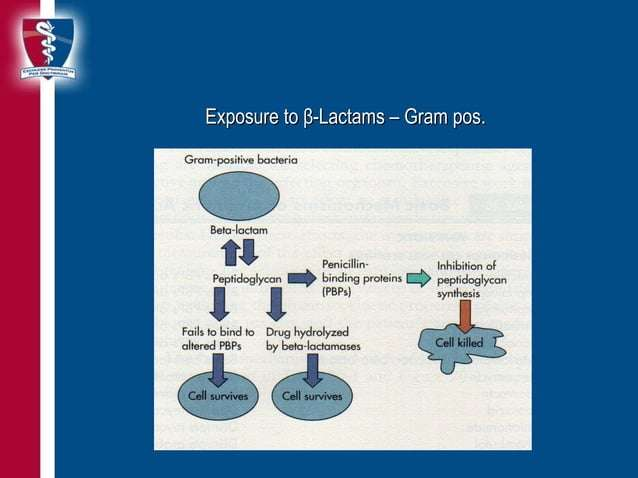 Exposure to β-Lactams – Gram pos.
Gram-positive bacteria
Beta-lactam
Peptidoglycan
Penicillin-
binding proteins
(PBPs)
Inhibition of
peptidoglycan
synthesis
Cell killed
Fails to bind to
altered PBPs
Drug hydrolyzed
by beta-lactamases
Cell survives
Cell survives